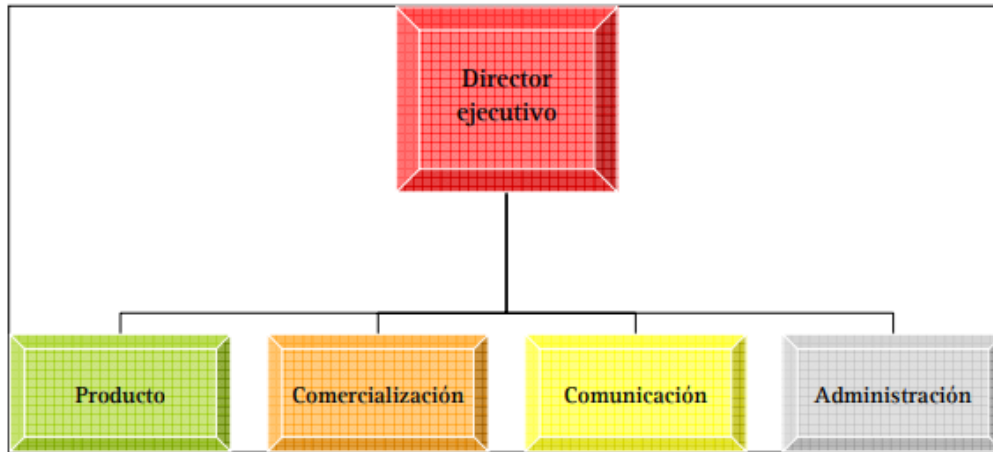 Director
ejecutivo
Producto
Comercialización
Comunicación
Administración